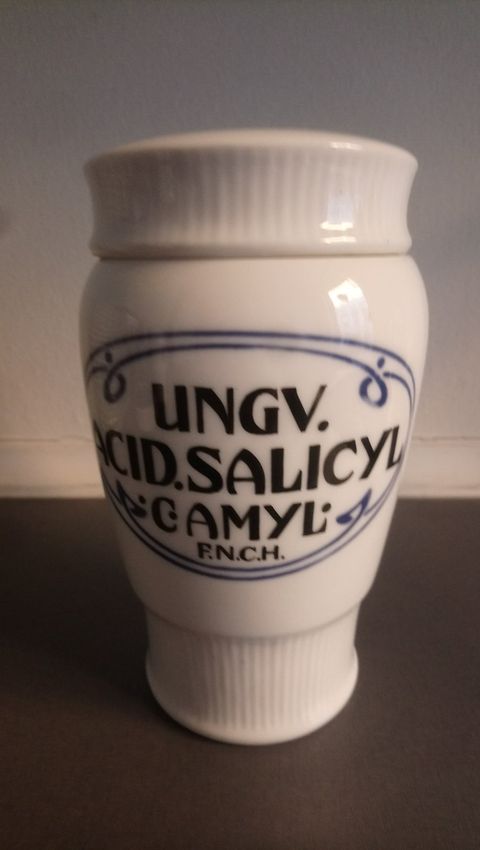 UNGV.
ACID.SALICYL
·C AMYL·
F.N.C.H.